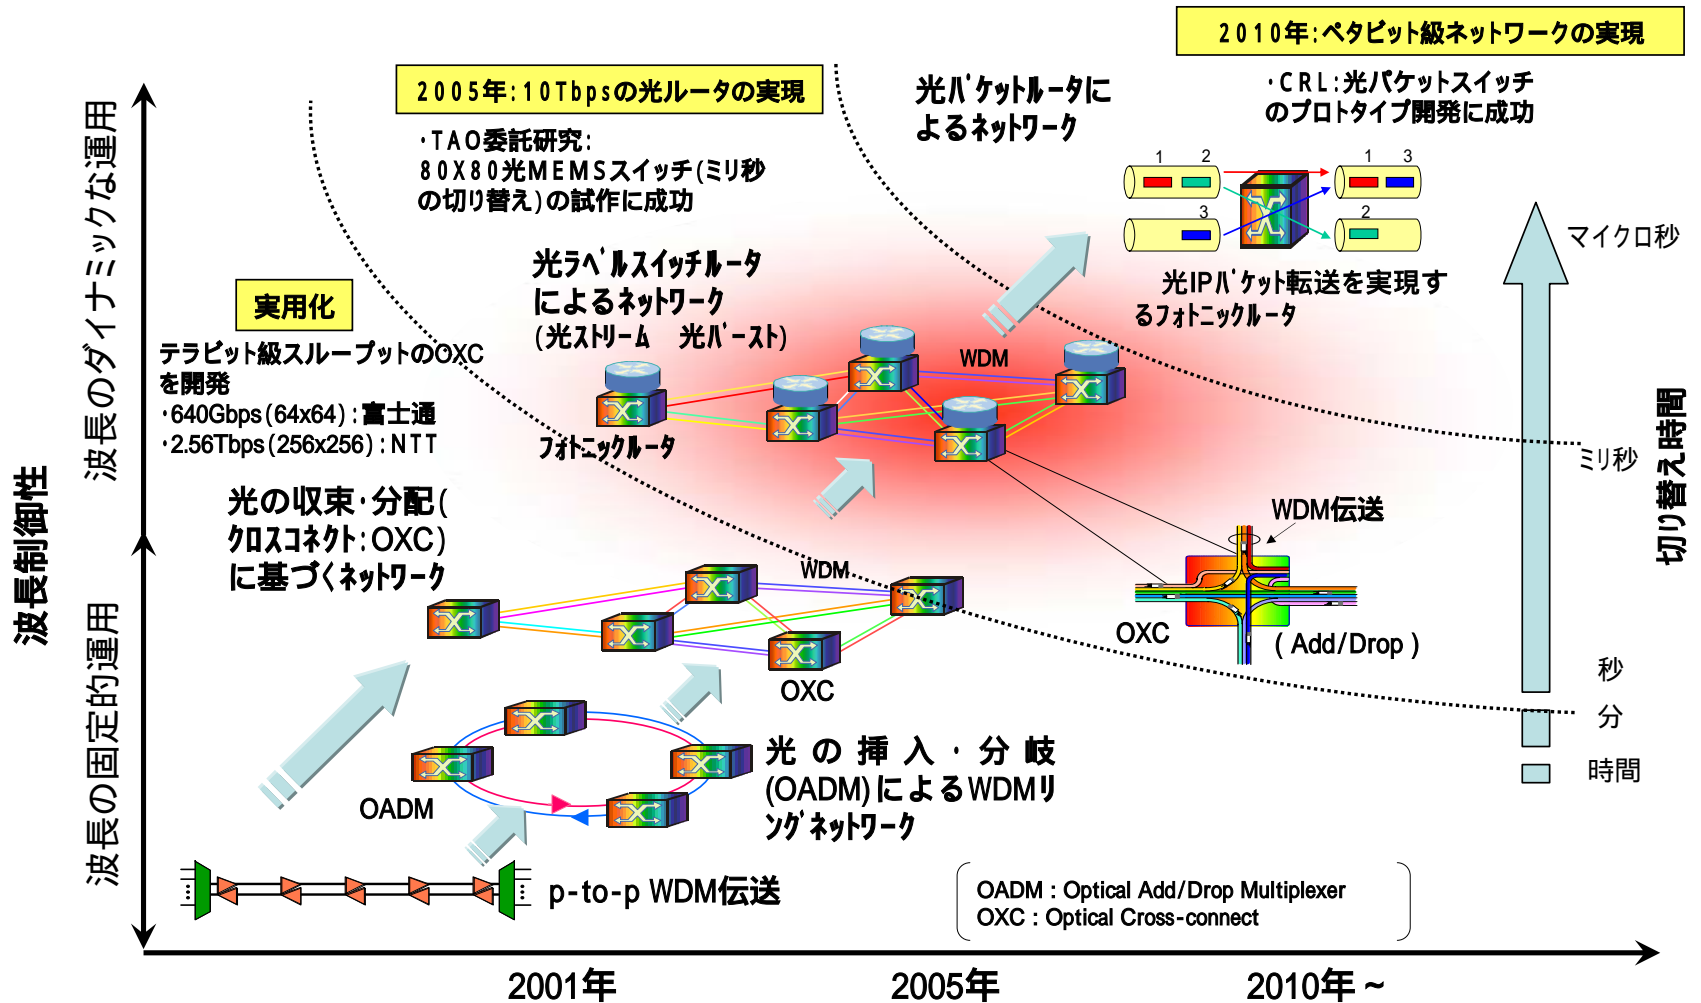 2010年:ペタビット級ネットワークの実現
2005年:10Tbpsの光ルータの実現
・TAO委託研究:
80X80光MEMSスイッチ(ミリ秒
の切り替え)の試作に成功
光パケットルータに
よるネットワーク
・CRL:光パケットスイッチ
のプロトタイプ開発に成功
1 2
3
1 3
2
光IPパケット転送を実現す
るフォトニックルータ
光ラベルスイッチルータ
によるネットワーク
(光ストリーム 光バースト)
WDM
フォトニックルータ
実用化
テラビット級スループットのOXC
を開発
・640Gbps(64x64):富士通
・2.56Tbps(256x256):NTT
光の収束・分配(
クロスコネクト:OXC)
に基づくネットワーク
WDM
OXC
WDM伝送
OXC
(Add/Drop)
光の挿入・分岐
(OADM)によるWDMリ
ングネットワーク
OADM
p-to-p WDM伝送
OADM : Optical Add/Drop Multiplexer
OXC : Optical Cross-connect
波長制御性
波長のダイナミックな運用
波長の固定的運用
切り替え時間
マイクロ秒
ミリ秒
秒
分
時間
2001年
2005年
2010年~